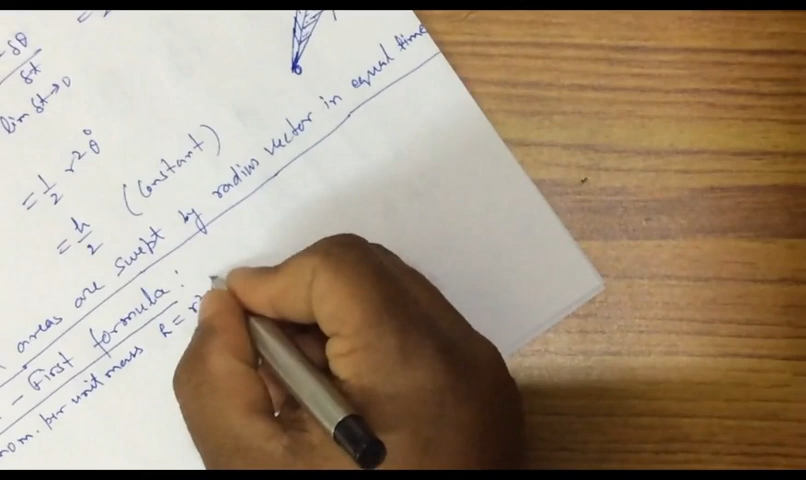 δθ
δt
lim δt→0
= 1/2 r² θ̇
= h/2 (constant)
areas are swept by radius vector in equal time
- First formula:
mom. per unit mass h = r²